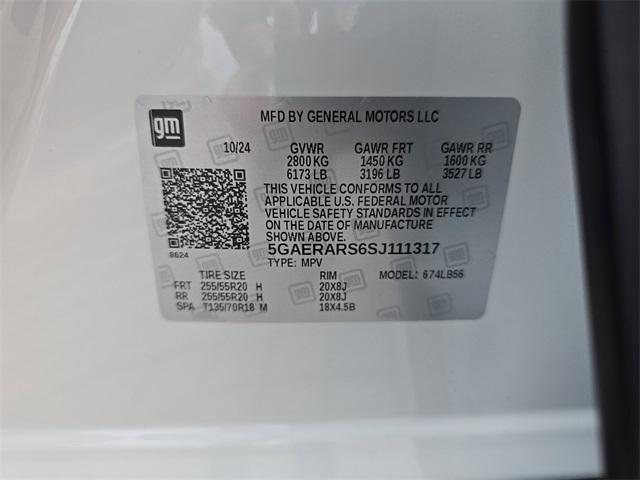 gm
MFD BY GENERAL MOTORS LLC
10/24 GVWR GAWR FRT GAWR RR
2800 KG 1450 KG 1600 KG
6173 LB 3196 LB 3527 LB
THIS VEHICLE CONFORMS TO ALL
APPLICABLE U.S. FEDERAL MOTOR
VEHICLE SAFETY STANDARDS IN EFFECT
ON THE DATE OF MANUFACTURE
SHOWN ABOVE.
8624
5GAERARS6SJ111317
TYPE: MPV MODEL: 674LB56
TIRE SIZE RIM
FRT 255/55R20 H 20X8J
RR 255/55R20 H 20X8J
SPA T135/70R18 M 18X4.5B